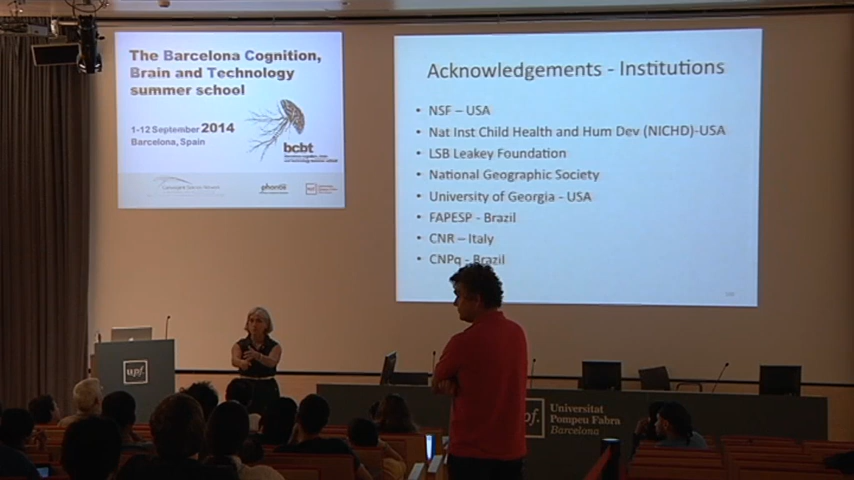 The Barcelona Cognition,
Brain and Technology
summer school
1-12 September 2014
Barcelona, Spain
bcbt
Acknowledgements - Institutions
• NSF – USA
• Nat Inst Child Health and Hum Dev (NICHD)-USA
• LSB Leakey Foundation
• National Geographic Society
• University of Georgia - USA
• FAPESP - Brazil
• CNR – Italy
• CNPq - Brazil
upf.
pf.
Universitat
Pompeu Fabra
Barcelona